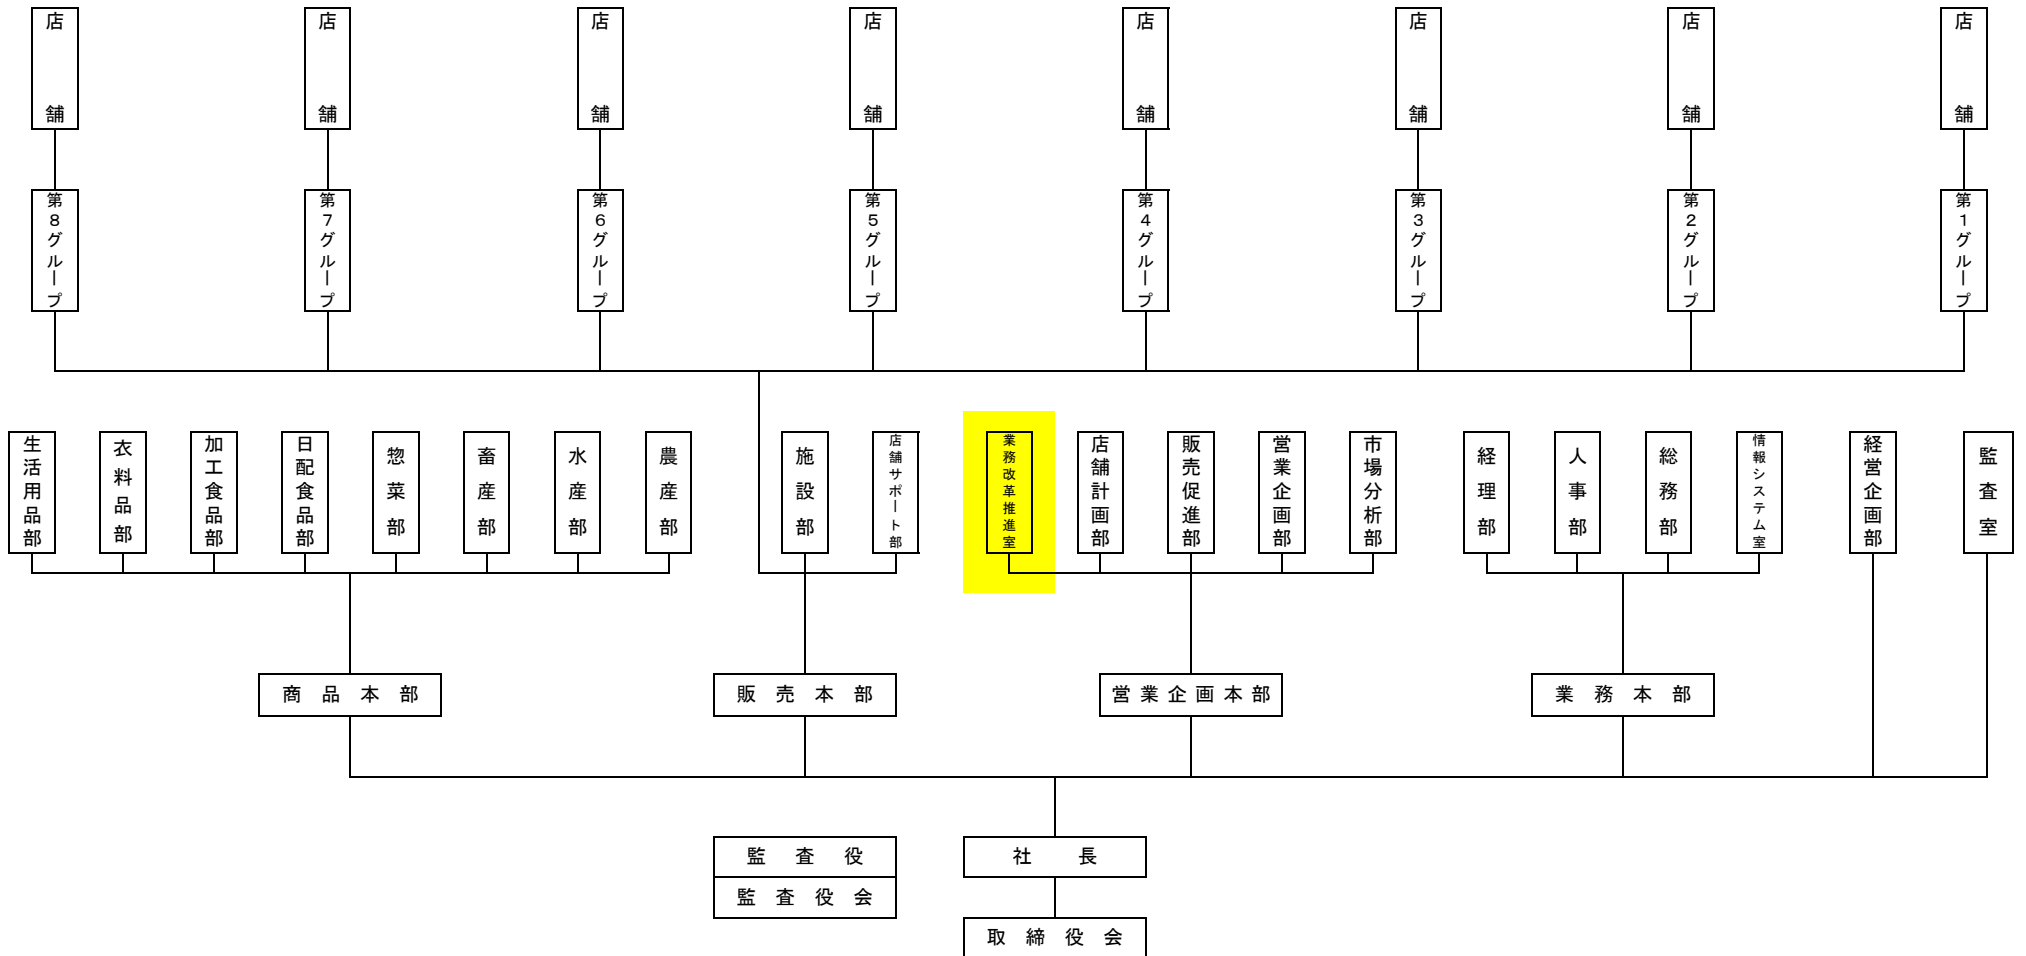 店舗
店舗
店舗
店舗
店舗
店舗
店舗
店舗
第8グループ
第7グループ
第6グループ
第5グループ
第4グループ
第3グループ
第2グループ
第1グループ
生活用品部
衣料品部
加工食品部
日配食品部
惣菜部
畜産部
水産部
農産部
施設部
店舗サポート部
業務改革推進室
店舗計画部
販売促進部
営業企画部
市場分析部
経理部
人事部
総務部
情報システム室
経営企画部
監査室
商品本部
販売本部
営業企画本部
業務本部
監査役
監査役会
社長
取締役会